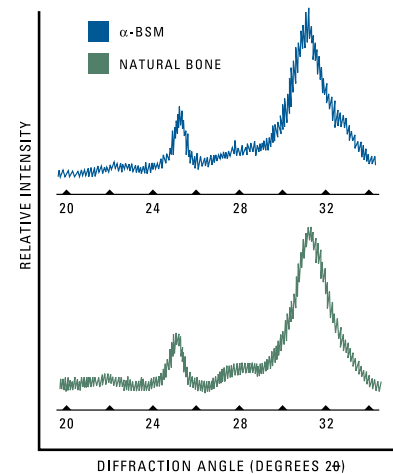 α-BSM
NATURAL BONE
RELATIVE INTENSITY
20 24 28 32
20 24 28 32
DIFFRACTION ANGLE (DEGREES 2θ)